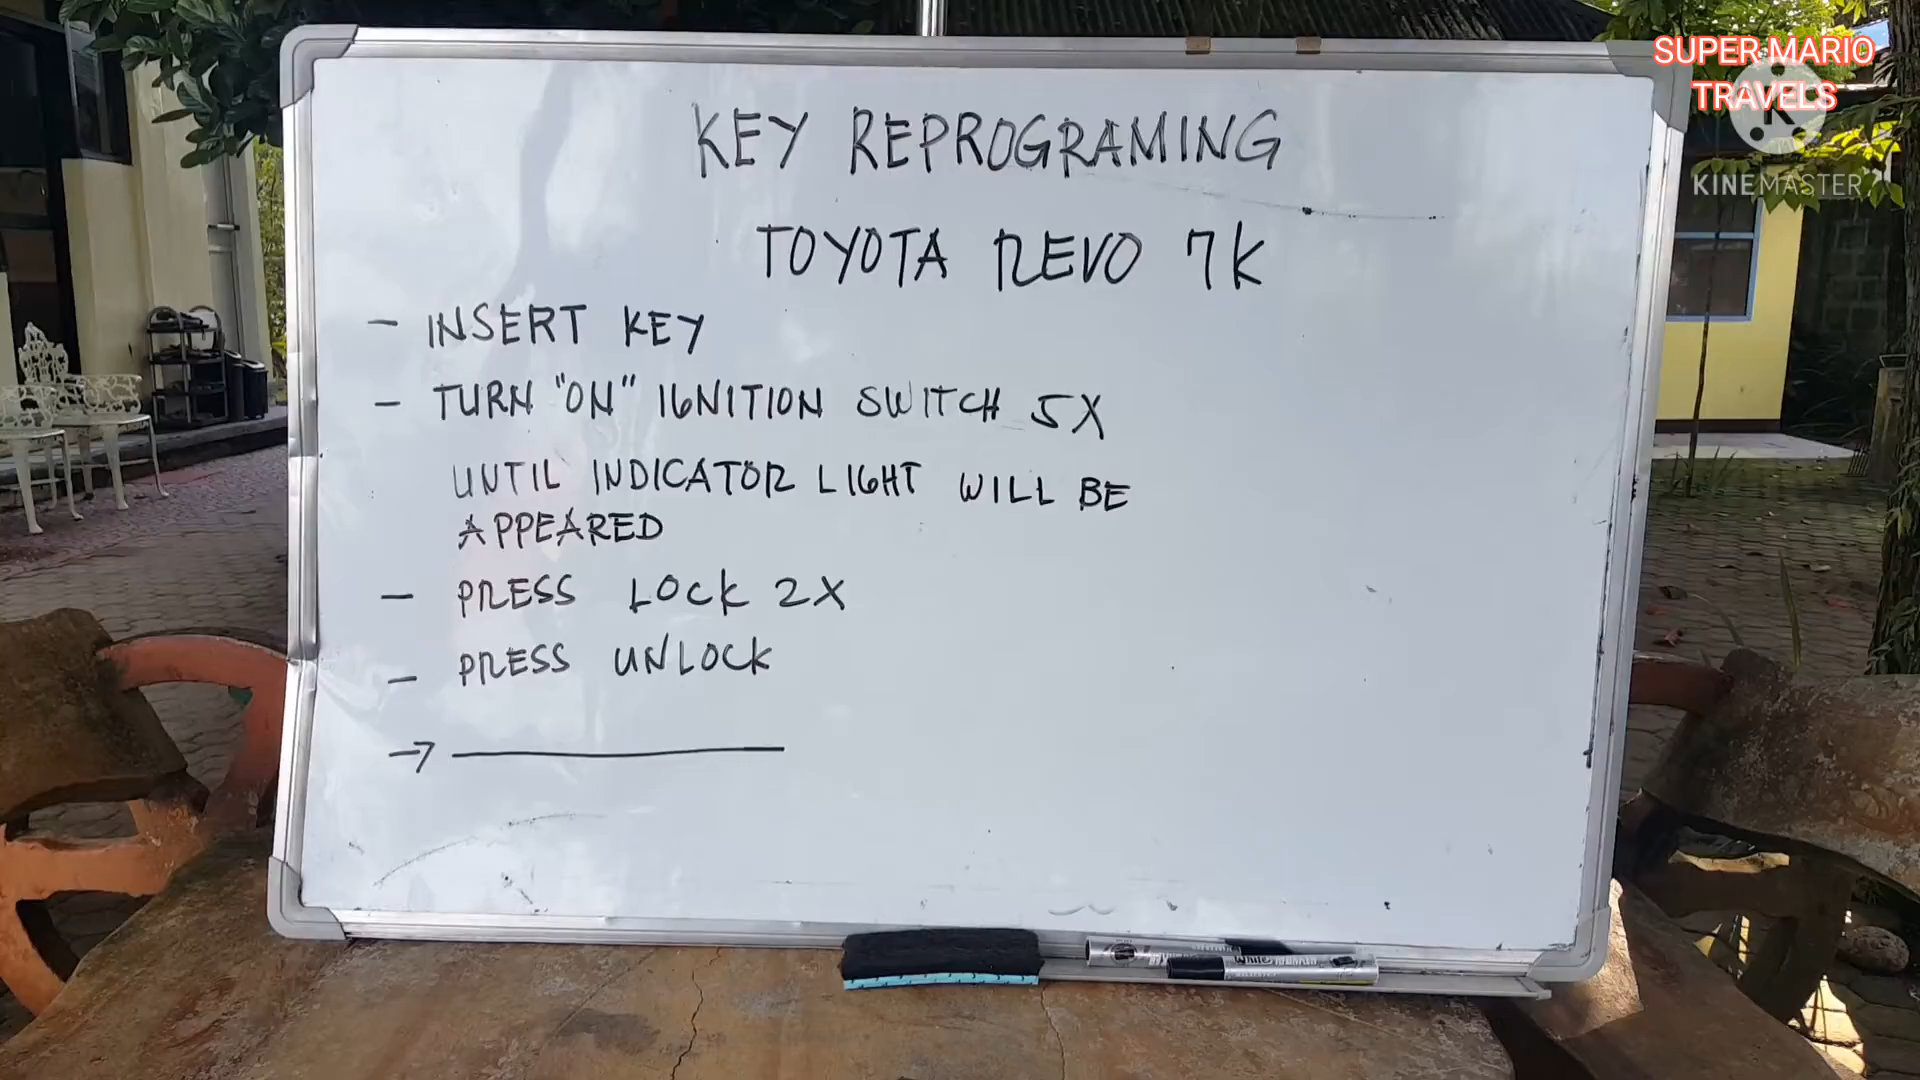 SUPER MARIO
TRAVELS
KINEMASTER
KEY REPROGRAMING
TOYOTA REVO 7K
- INSERT KEY
- TURN "ON" IGNITION SWITCH 5X
UNTIL INDICATOR LIGHT WILL BE
APPEARED
- PRESS LOCK 2X
- PRESS UNLOCK
→
White